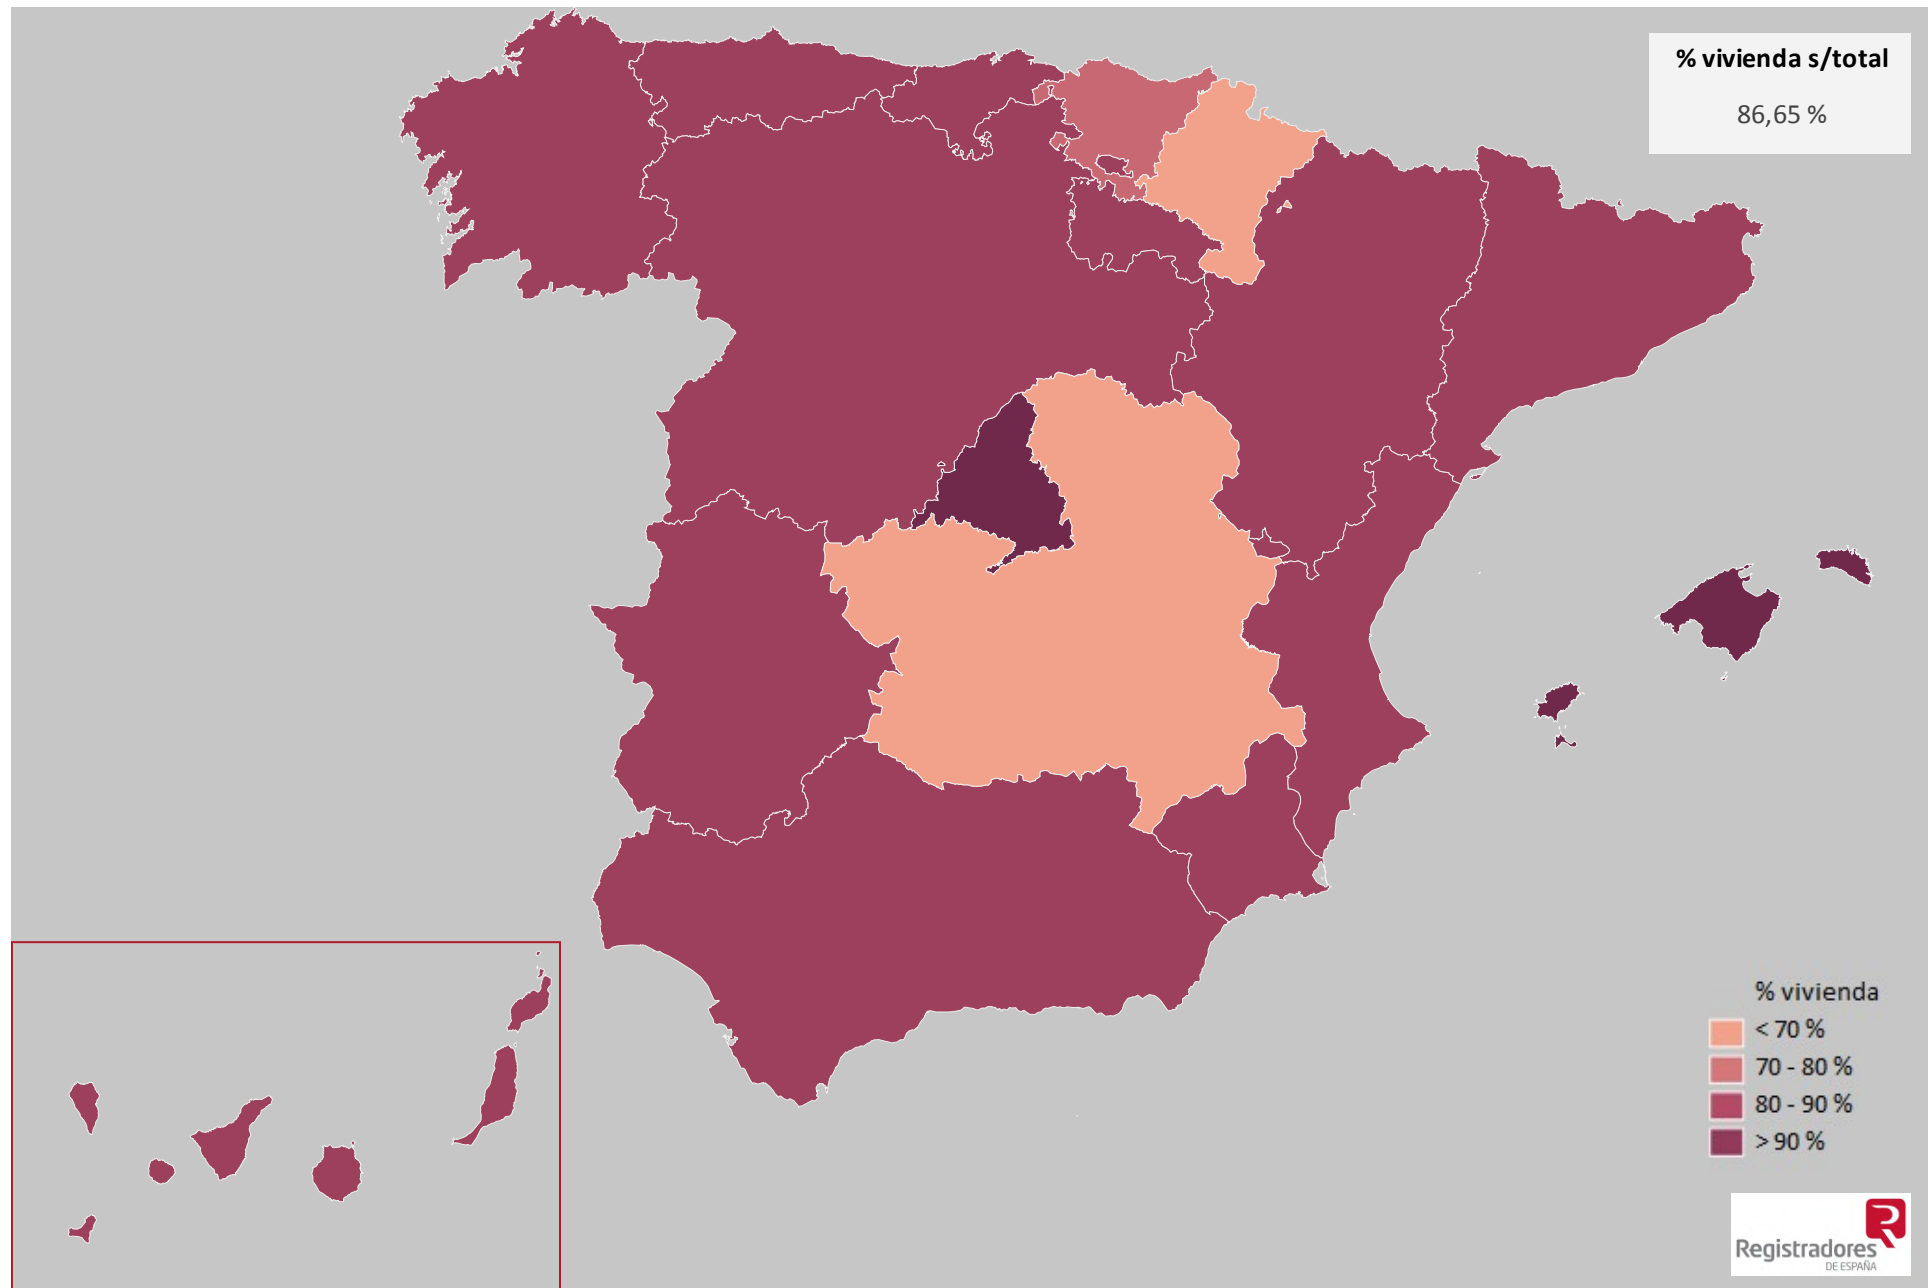 % vivienda s/total
86,65 %
% vivienda
< 70 %
70 - 80 %
80 - 90 %
> 90 %
Registradores
DE ESPAÑA